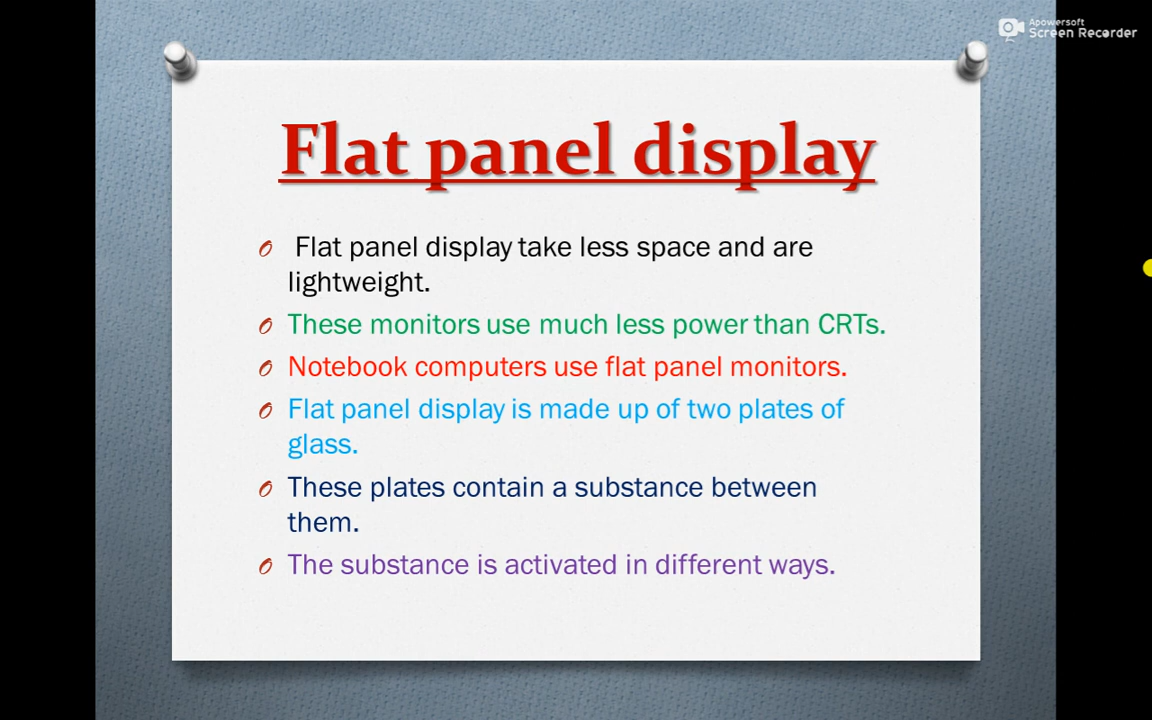 Apowersoft
Screen Recorder
Flat panel display
Flat panel display take less space and are
lightweight.
These monitors use much less power than CRTs.
Notebook computers use flat panel monitors.
Flat panel display is made up of two plates of
glass.
These plates contain a substance between
them.
The substance is activated in different ways.